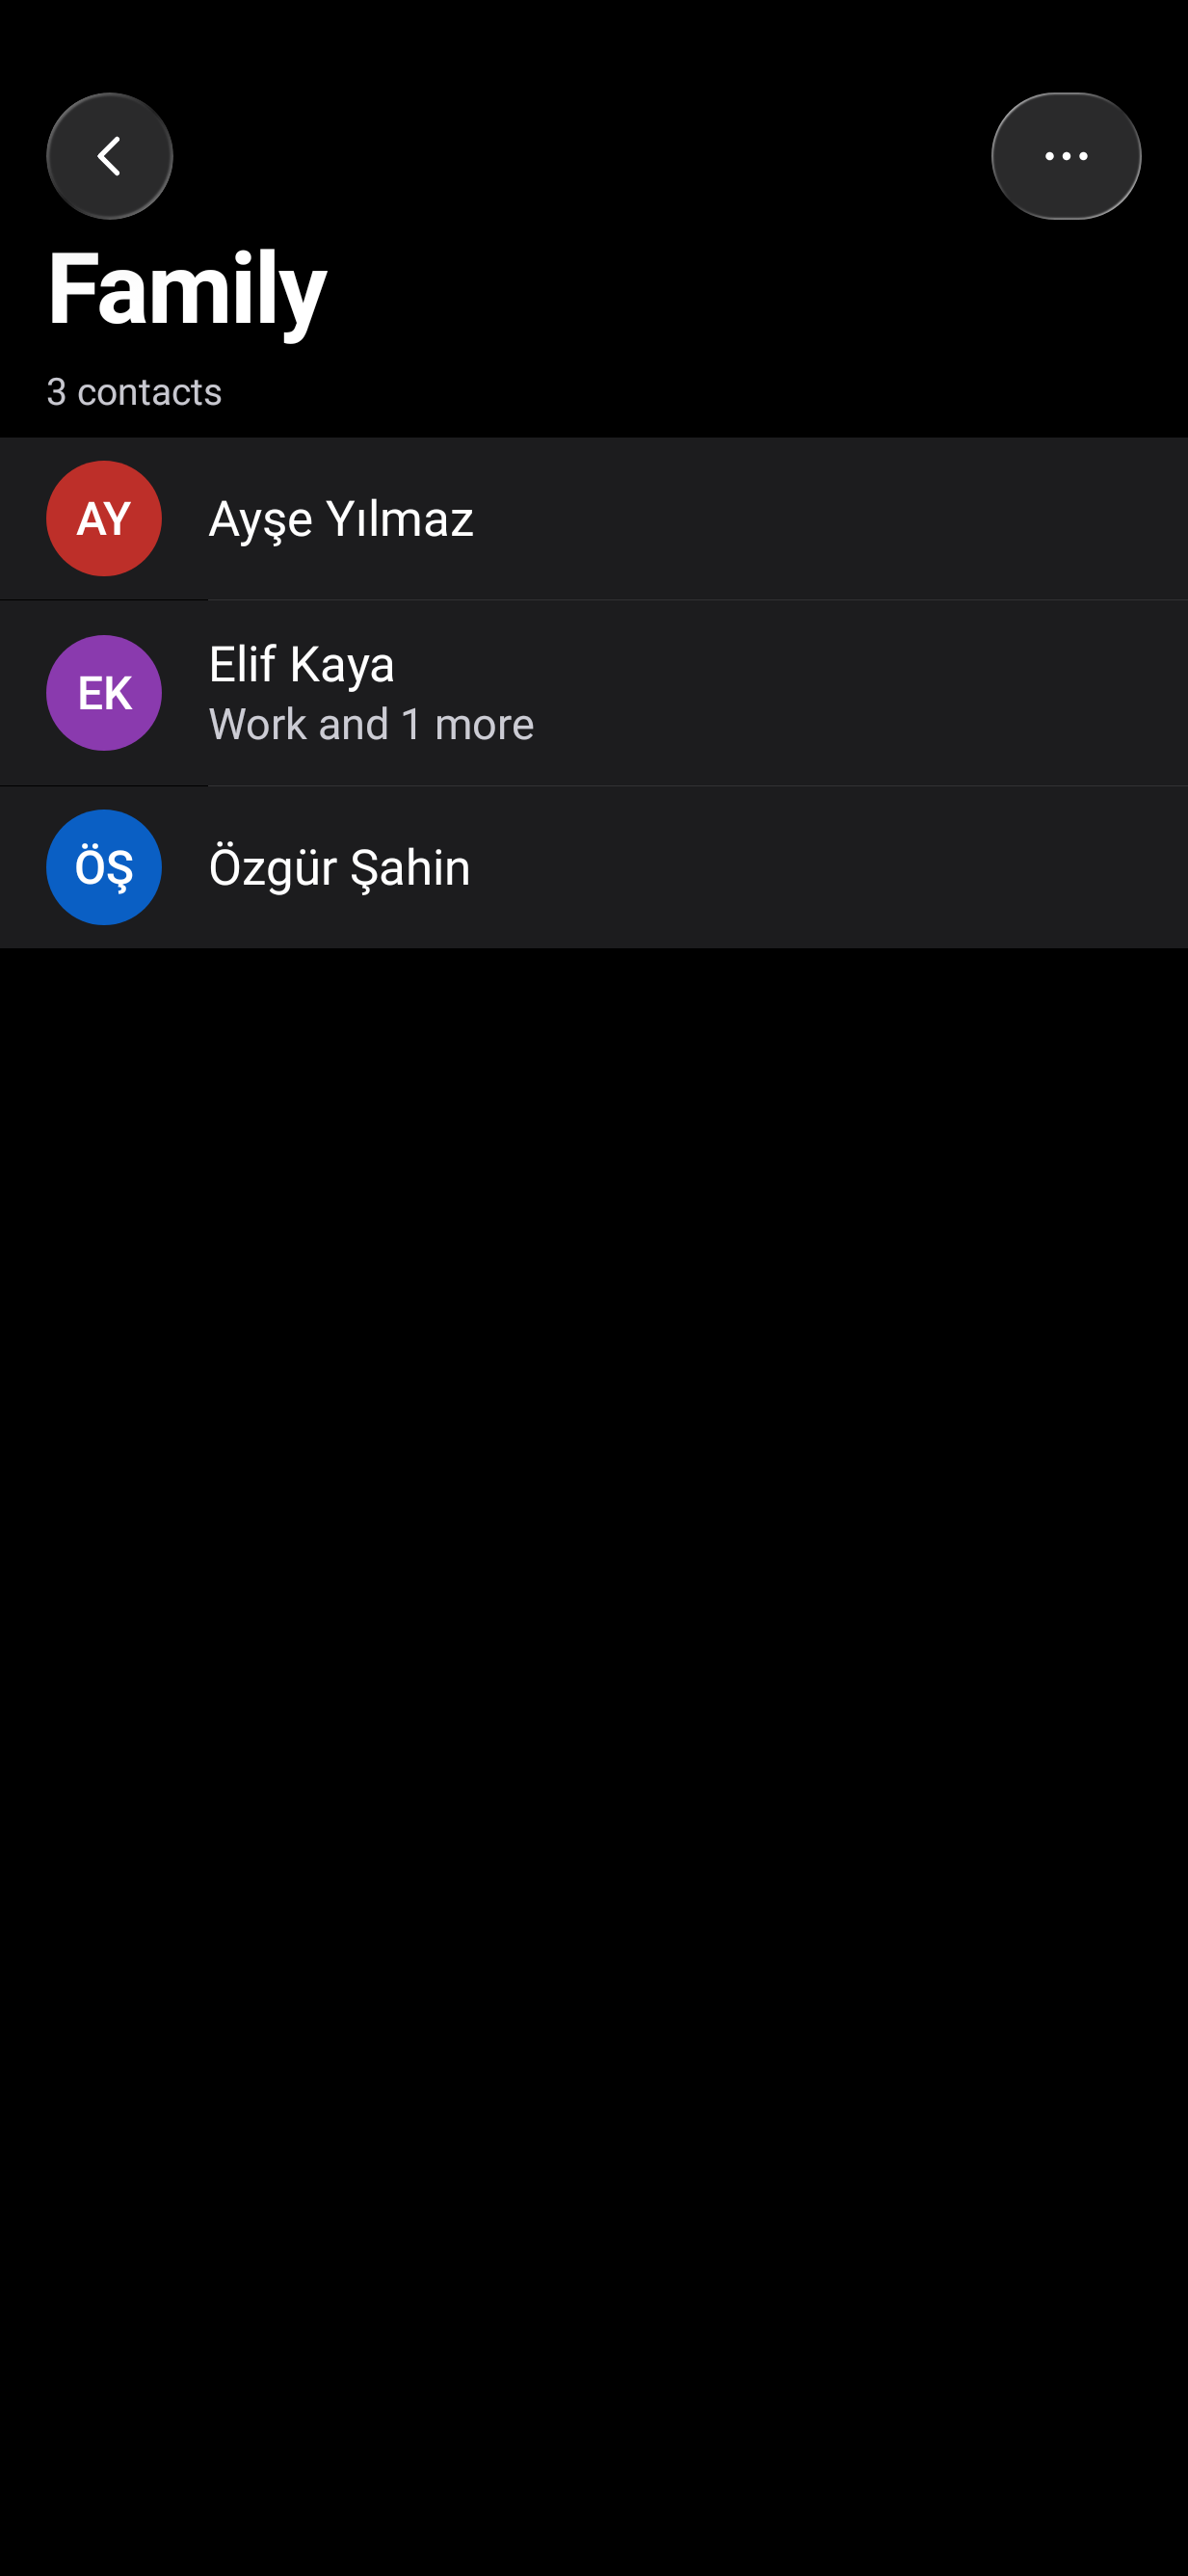 Family
3 contacts
AY
Ayşe Yılmaz
EK
Elif Kaya
Work and 1 more
ÖŞ
Özgür Şahin